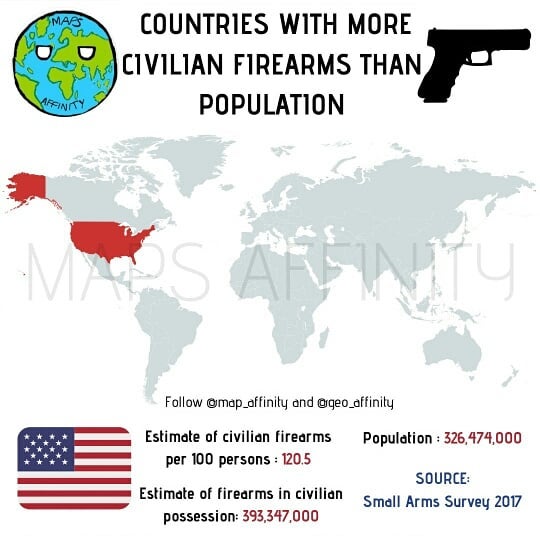 MAPS
AFFINITY
COUNTRIES WITH MORE
CIVILIAN FIREARMS THAN
POPULATION
MAPS AFFINITY
Follow @map_affinity and @geo_affinity
Estimate of civilian firearms
per 100 persons : 120.5
Estimate of firearms in civilian
possession: 393,347,000
Population : 326,474,000
SOURCE:
Small Arms Survey 2017